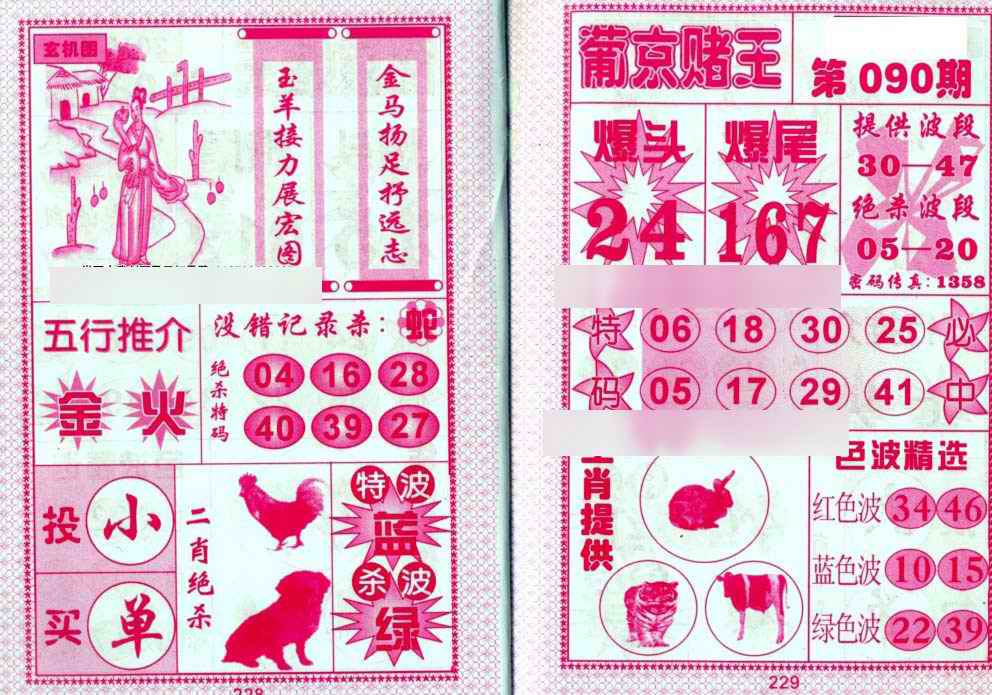 玄机图
金马扬足抒远志
玉羊接力展宏图
五行推介
金 火
没错记录杀：蛇
绝杀特码
04 16 28
40 39 27
投 小
买 单
二肖绝杀
特波
蓝
杀波
绿
228
葡京赌王
第090期
爆头
24
爆尾
167
提供波段
30—47
绝杀波段
05—20
密码传真：1358
特码
06 18 30 25
05 17 29 41
必中
肖提供
色波精选
红色波 34 46
蓝色波 10 15
绿色波 22 39
229